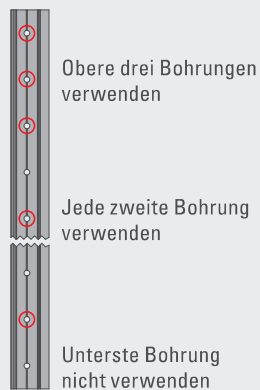 Obere drei Bohrungen
verwenden
Jede zweite Bohrung
verwenden
Unterste Bohrung
nicht verwenden